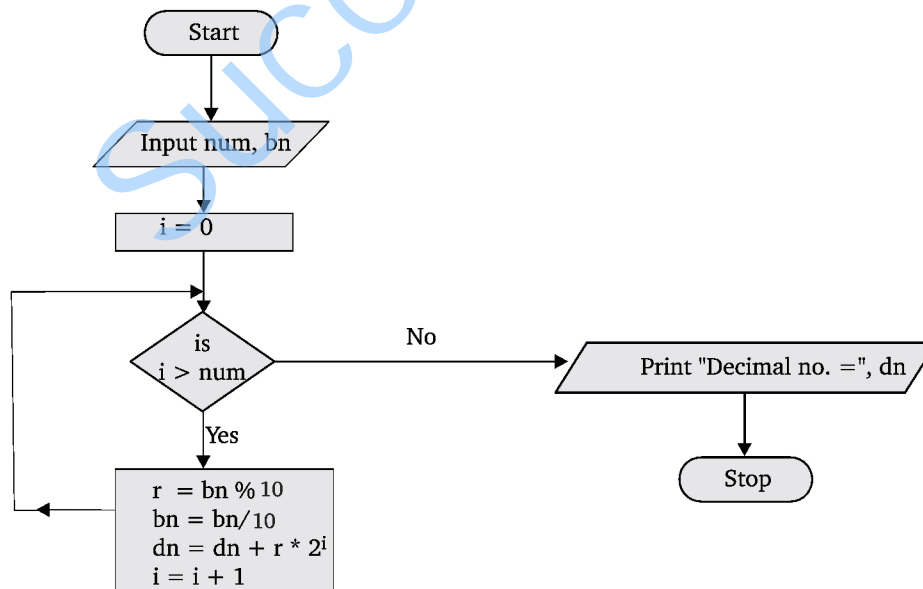 Start
Input num, bn
i = 0
is
i > num
No
Yes
Print "Decimal no. =", dn
Stop
r = bn % 10
bn = bn/10
dn = dn + r * 2ⁱ
i = i + 1
Succ